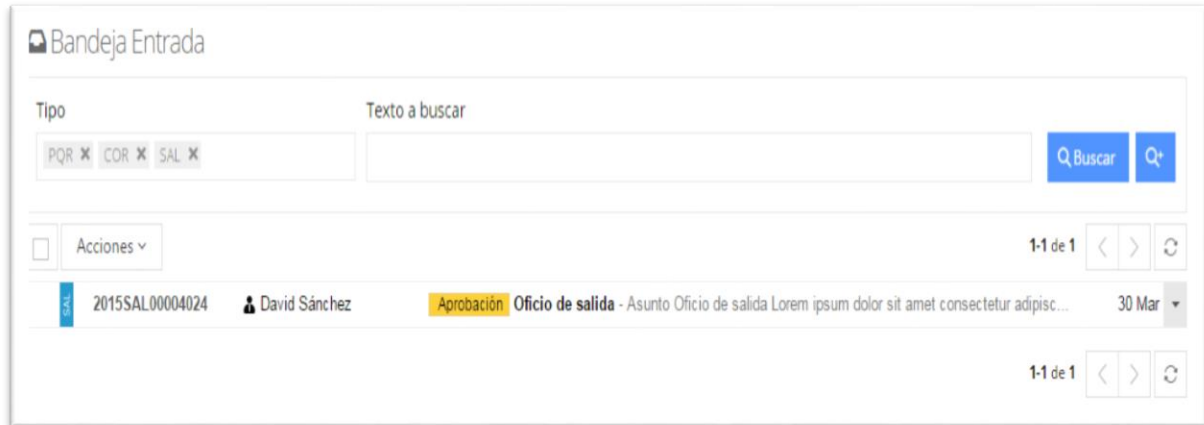 Bandeja Entrada
Tipo
Texto a buscar
PQR ✖ COR ✖ SAL ✖
Buscar
Acciones
1-1 de 1
SAL
2015SAL00004024 David Sánchez Aprobación Oficio de salida - Asunto Oficio de salida Lorem ipsum dolor sit amet consectetur adipisc... 30 Mar
1-1 de 1